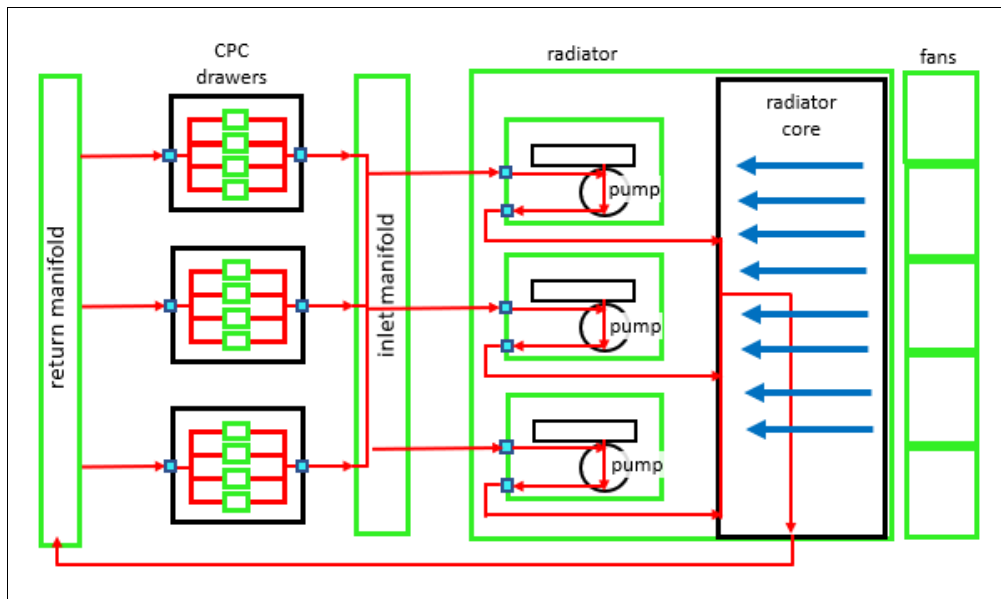 CPC
drawers
radiator
fans
radiator
core
pump
return manifold
inlet manifold
pump
pump